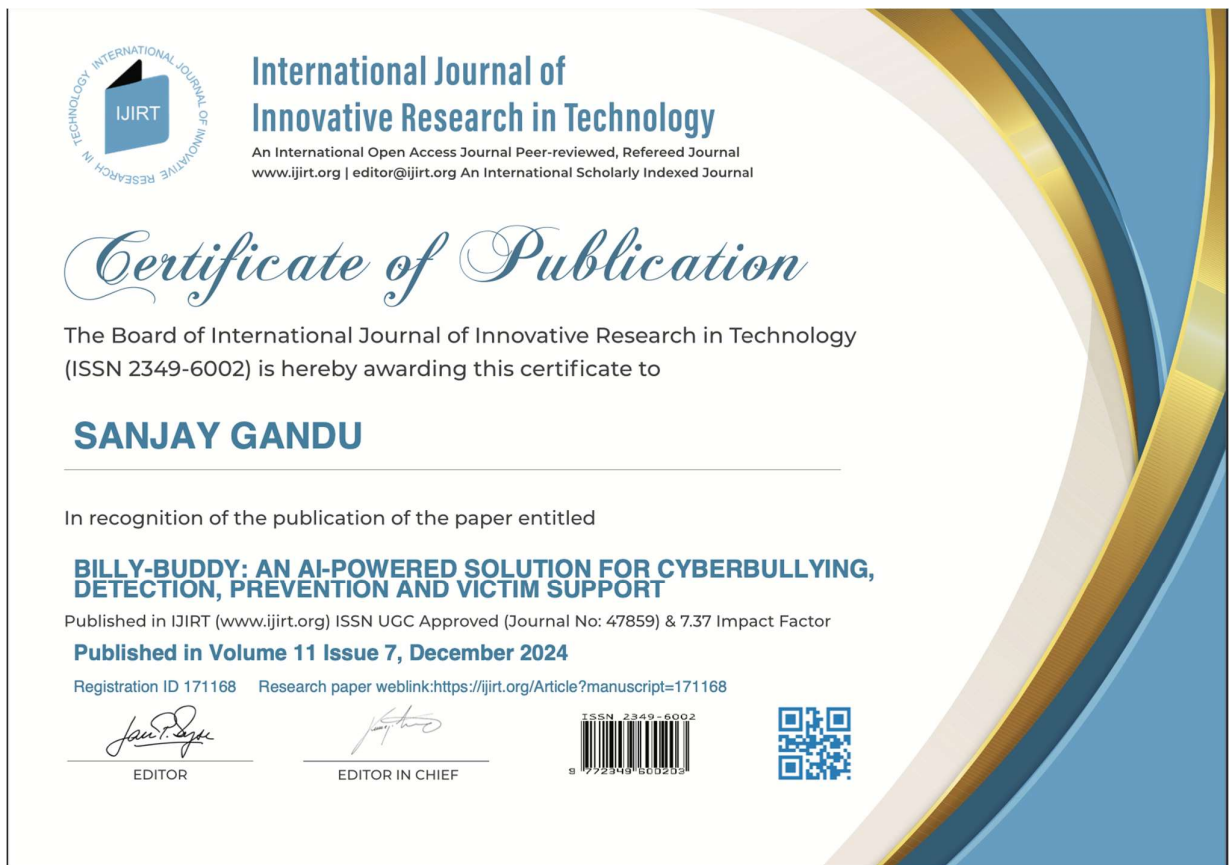 INTERNATIONAL JOURNAL OF INNOVATIVE RESEARCH IN TECHNOLOGY
IJIRT
International Journal of
Innovative Research in Technology
An International Open Access Journal Peer-reviewed, Refereed Journal
www.ijirt.org | editor@ijirt.org An International Scholarly Indexed Journal
Certificate of Publication
The Board of International Journal of Innovative Research in Technology
(ISSN 2349-6002) is hereby awarding this certificate to
SANJAY GANDU
In recognition of the publication of the paper entitled
BILLY-BUDDY: AN AI-POWERED SOLUTION FOR CYBERBULLYING,
DETECTION, PREVENTION AND VICTIM SUPPORT
Published in IJIRT (www.ijirt.org) ISSN UGC Approved (Journal No: 47859) & 7.37 Impact Factor
Published in Volume 11 Issue 7, December 2024
Registration ID 171168 Research paper weblink:https://ijirt.org/Article?manuscript=171168
ISSN 2349-6002
9 772349 600203
EDITOR
EDITOR IN CHIEF